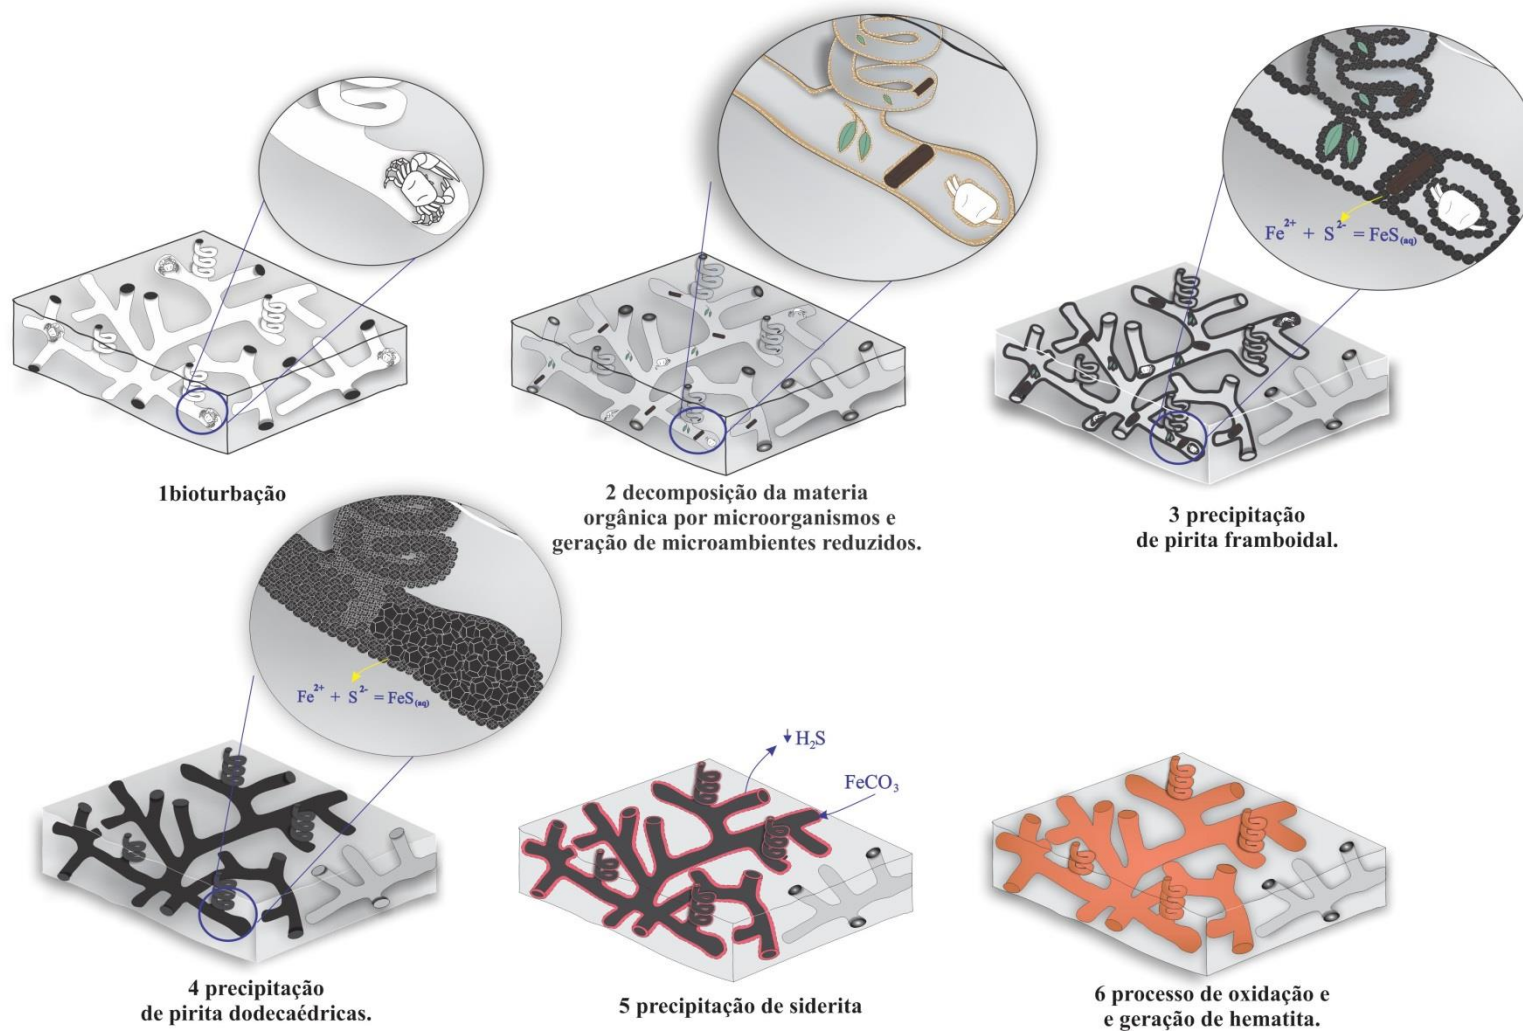 Fe2+ + S2- = FeS(aq)
1bioturbação
2 decomposição da materia
orgânica por microorganismos e
geração de microambientes reduzidos.
3 precipitação
de pirita framboidal.
Fe2+ + S2- = FeS(aq)
4 precipitação
de pirita dodecaédricas.
H2S
FeCO3
5 precipitação de siderita
6 processo de oxidação e
e geração de hematita.